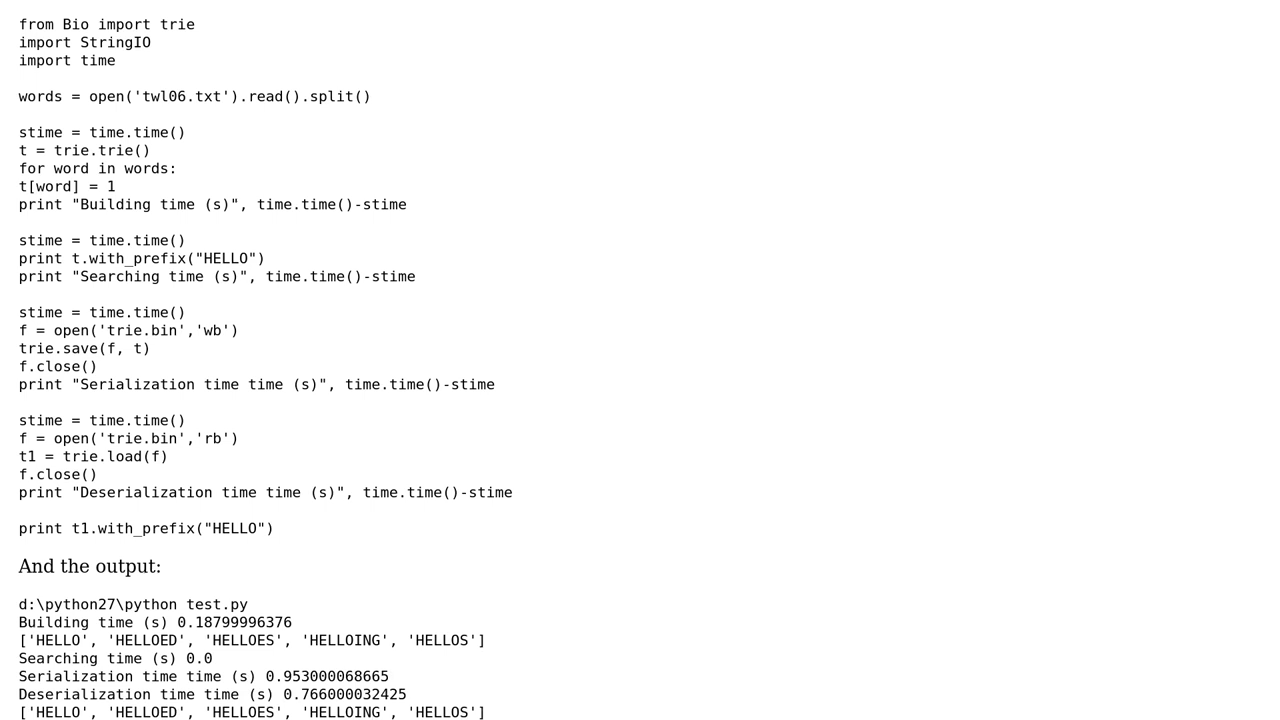 from Bio import trie
import StringIO
import time
words = open('twl06.txt').read().split()
stime = time.time()
t = trie.trie()
for word in words:
t[word] = 1
print "Building time (s)", time.time()-stime
stime = time.time()
print t.with_prefix("HELLO")
print "Searching time (s)", time.time()-stime
stime = time.time()
f = open('trie.bin','wb')
trie.save(f, t)
f.close()
print "Serialization time time (s)", time.time()-stime
stime = time.time()
f = open('trie.bin','rb')
t1 = trie.load(f)
f.close()
print "Deserialization time time (s)", time.time()-stime
print t1.with_prefix("HELLO")
And the output:
d:\python27\python test.py
Building time (s) 0.18799996376
['HELLO', 'HELLOED', 'HELLOES', 'HELLOING', 'HELLOS']
Searching time (s) 0.0
Serialization time time (s) 0.953000068665
Deserialization time time (s) 0.766000032425
['HELLO', 'HELLOED', 'HELLOES', 'HELLOING', 'HELLOS']